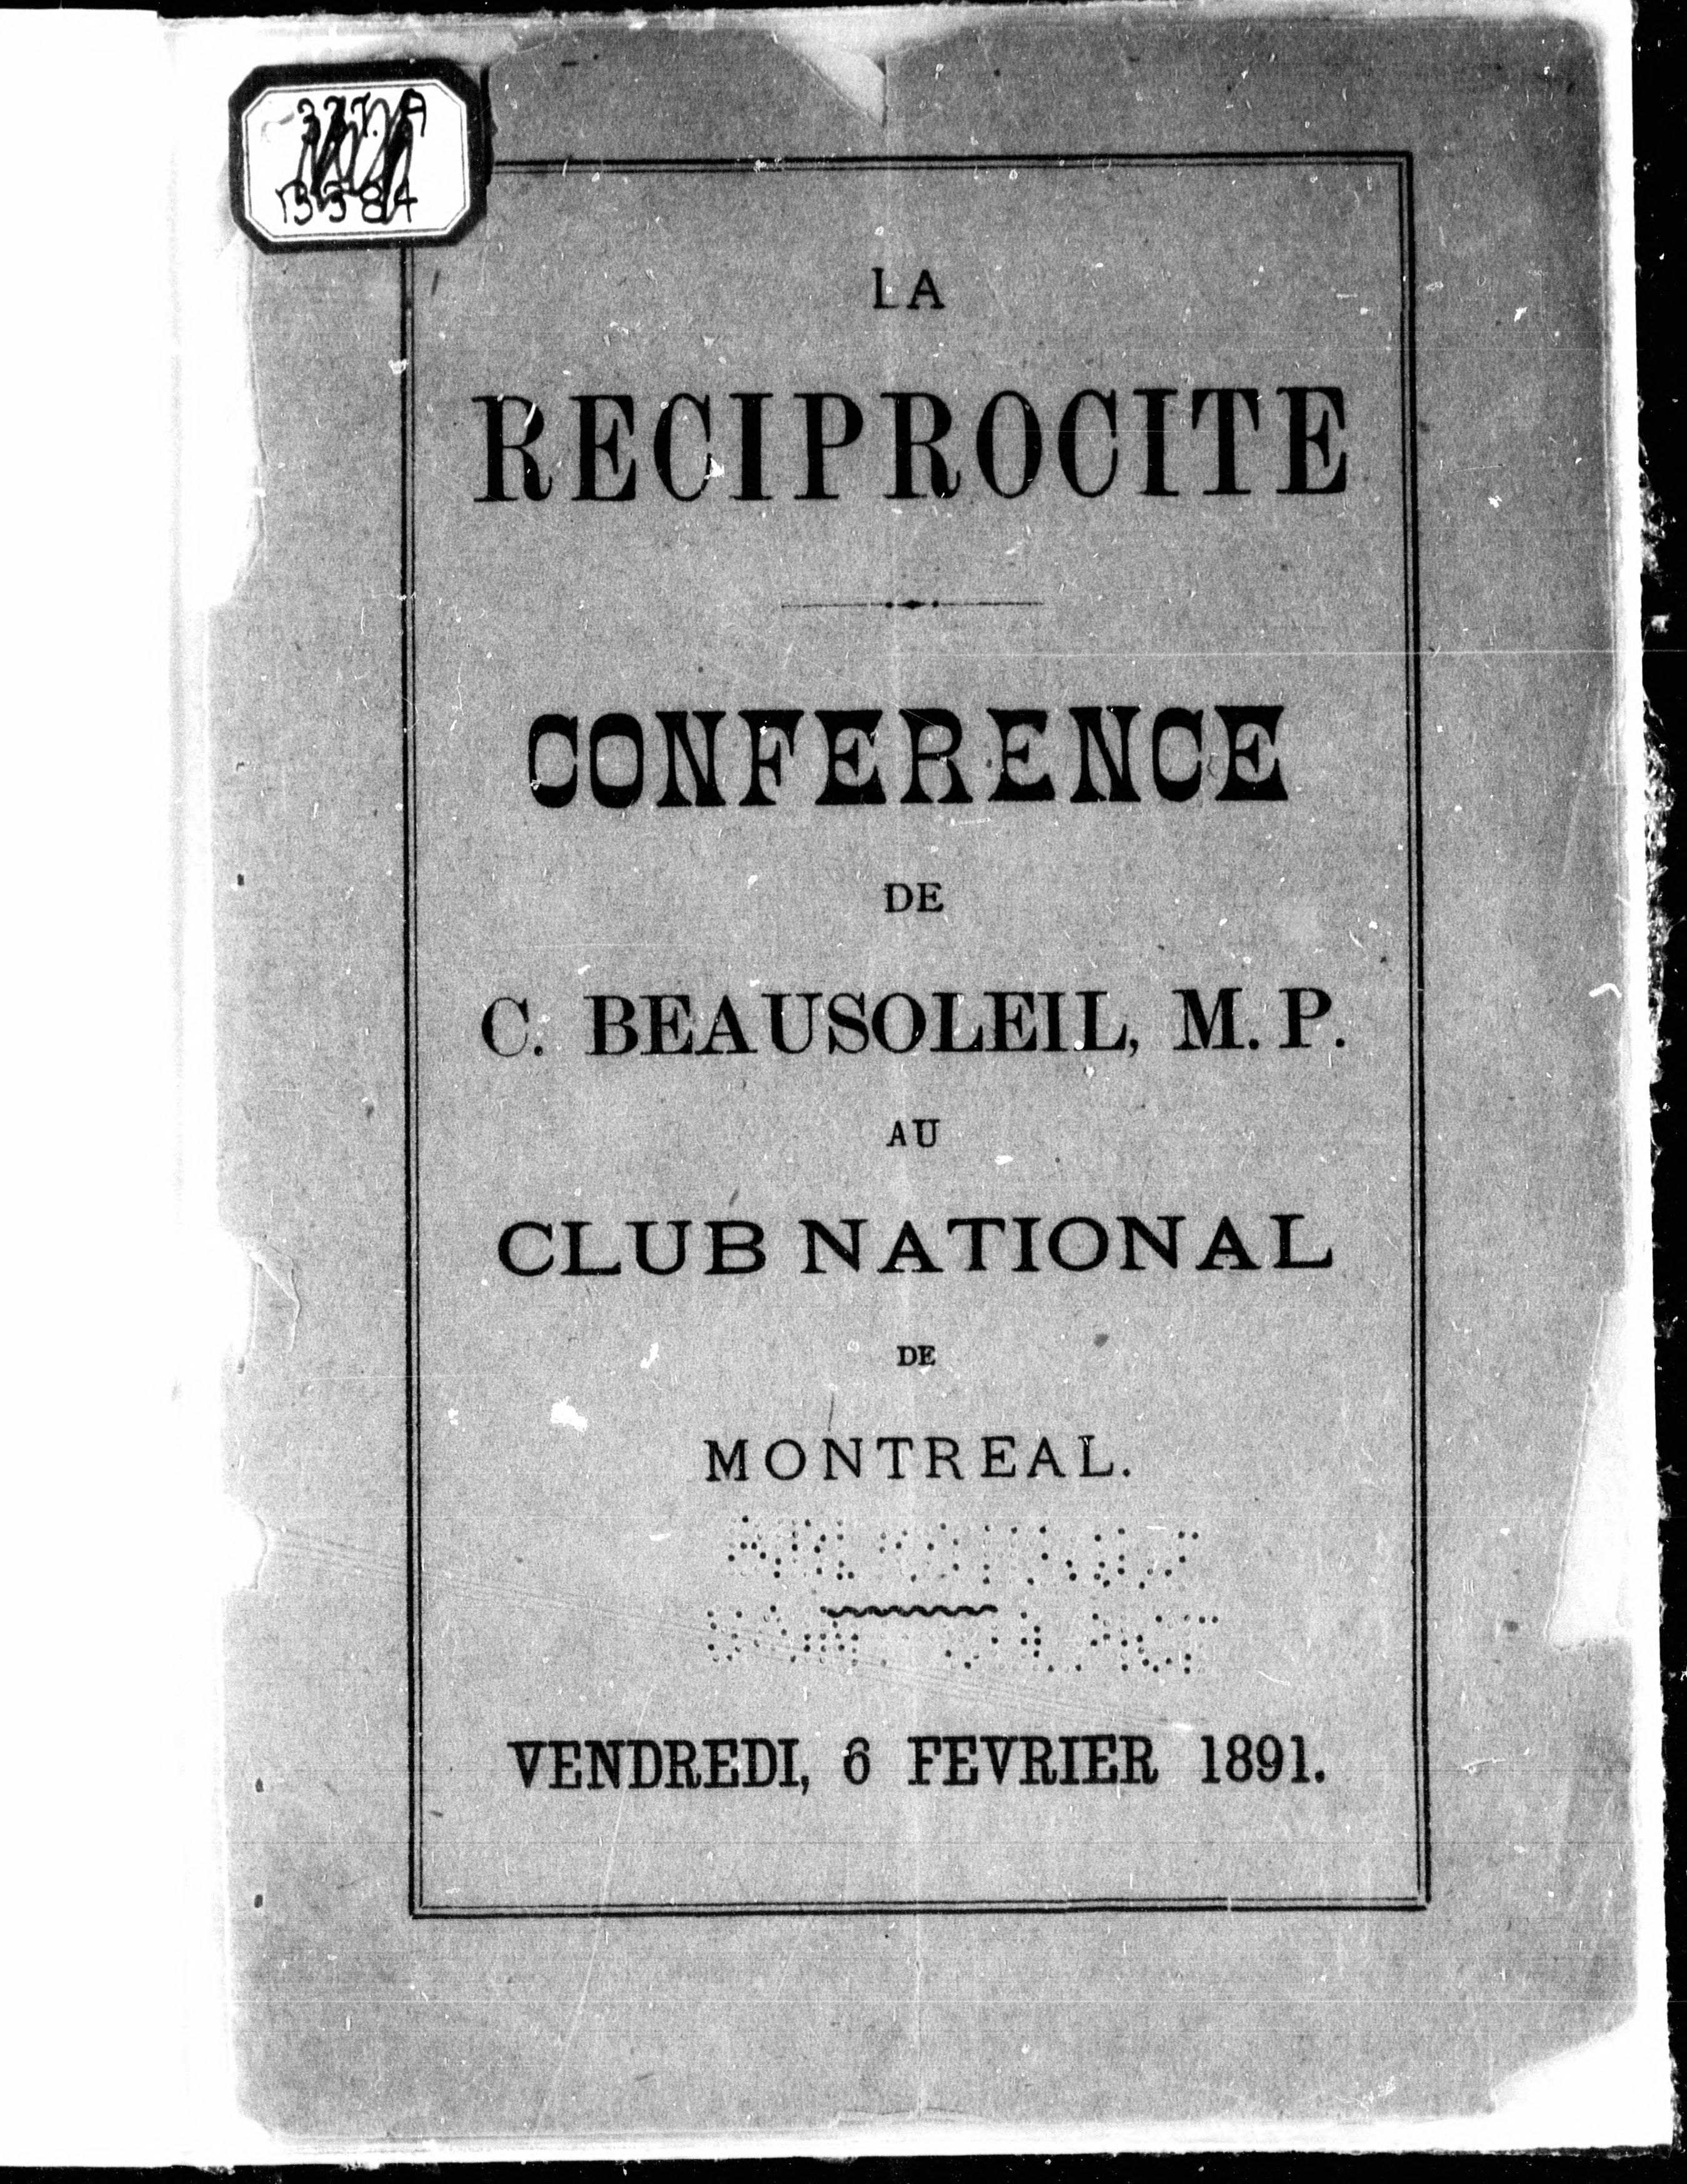 LA
RECIPROCITE
CONFERENCE
DE
C. BEAUSOLEIL, M. P.
AU
CLUB NATIONAL
DE
MONTREAL.
VENDREDI, 6 FEVRIER 1891.